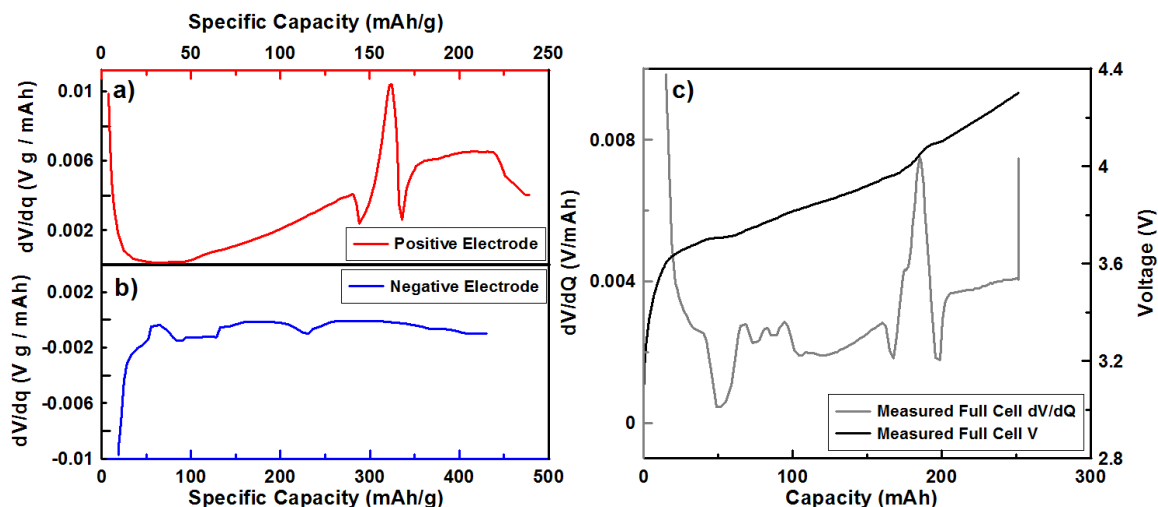 Specific Capacity (mAh/g)
0 50 100 150 200 250
a)
dV/dq (V g / mAh)
0.01
0.006
0.002
Positive Electrode
b)
Negative Electrode
dV/dq (V g / mAh)
0.002
-0.002
-0.006
-0.01
0 100 200 300 400 500
Specific Capacity (mAh/g)
c)
dV/dQ (V/mAh)
0.008
0.004
0
4.4
4
3.6
3.2
2.8
Voltage (V)
Measured Full Cell dV/dQ
Measured Full Cell V
0 100 200 300
Capacity (mAh)